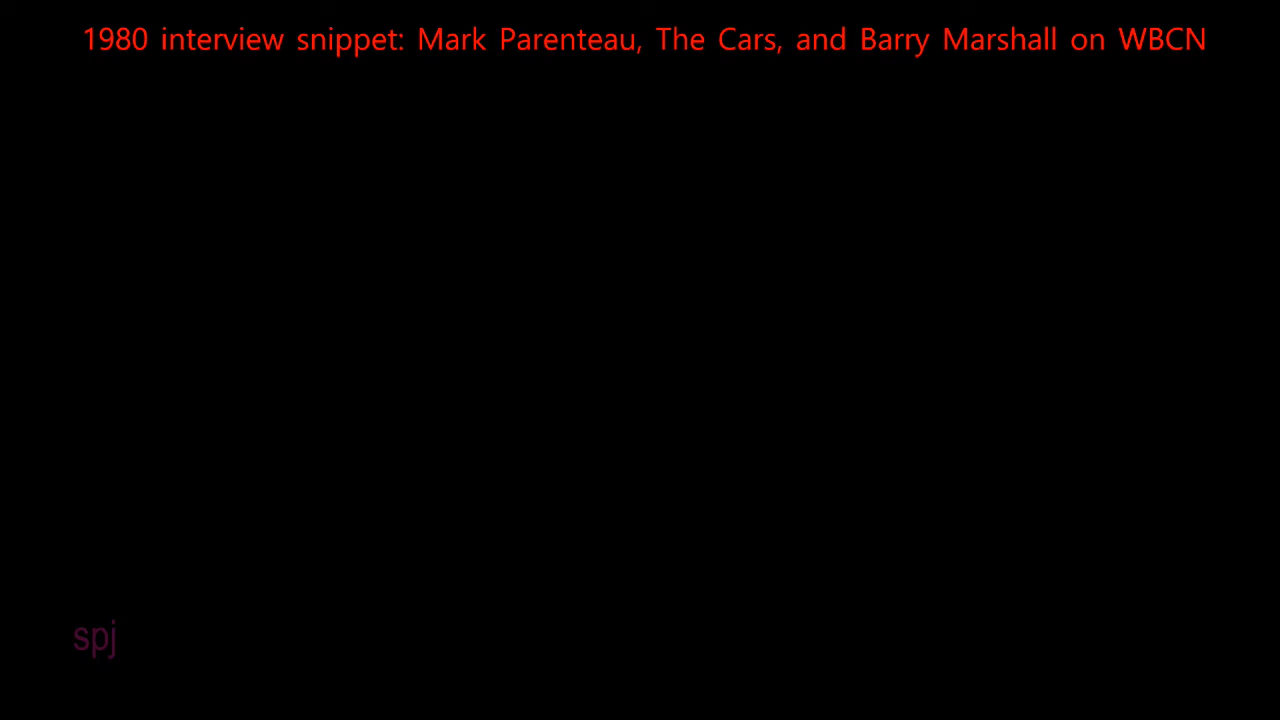 1980 interview snippet: Mark Parenteau, The Cars, and Barry Marshall on WBCN
spj